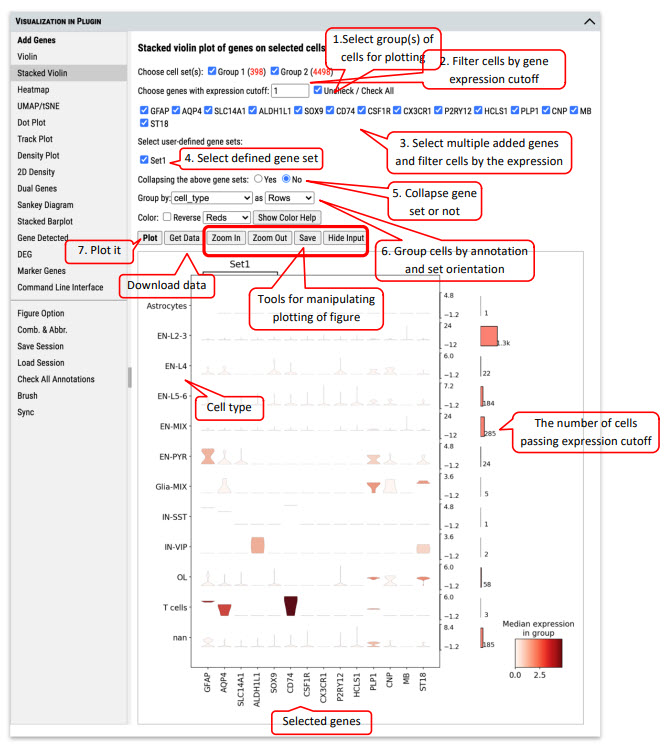 VISUALIZATION IN PLUGIN
Add Genes
Violin
Stacked Violin
Heatmap
UMAP/tSNE
Dot Plot
Track Plot
Density Plot
2D Density
Dual Genes
Sankey Diagram
Stacked Barplot
Gene Detected
DEG
Marker Genes
Command Line Interface
Figure Option
Comb. & Abbr.
Save Session
Load Session
Check All Annotations
Brush
Sync
Stacked violin plot of genes on selected cells
1.Select group(s) of
cells for plotting
Choose cell set(s): Group 1 (398) Group 2 (4498)
2. Filter cells by gene
expression cutoff
Choose genes with expression cutoff: 1 Uncheck / Check All
GFAP AQP4 SLC14A1 ALDH1L1 SOX9 CD74 CSF1R CX3CR1 P2RY12 HCLS1 PLP1 CNP MB
ST18
3. Select multiple added genes
and filter cells by the expression
Select user-defined gene sets:
Set1
4. Select defined gene set
Collapsing the above gene sets: Yes No
5. Collapse gene
set or not
Group by: cell_type as Rows
Color: Reverse Reds Show Color Help
6. Group cells by annotation
and set orientation
7. Plot it
Plot Get Data Zoom In Zoom Out Save Hide Input
Download data
Tools for manipulating
plotting of figure
Set1
Astrocytes 4.8 −1.2 1
EN-L2-3 24 −12 1.3k
EN-L4 6.0 −1.2 22
EN-L5-6 7.2 −1.2 184
Cell type
EN-MIX 24 −12 285
The number of cells
passing expression cutoff
EN-PYR 4.8 −1.2 24
Glia-MIX 3.6 −1.2 5
IN-SST 4.8 −1.2 1
IN-VIP 3.6 −1.2 2
OL 6.0 −1.2 58
T cells 6.0 −1.2 3
nan 8.4 −1.2 185
Median expression
in group
0.0 2.5
GFAP
AQP4
SLC14A1
ALDH1L1
SOX9
CD74
CSF1R
CX3CR1
P2RY12
HCLS1
PLP1
CNP
MB
ST18
Selected genes